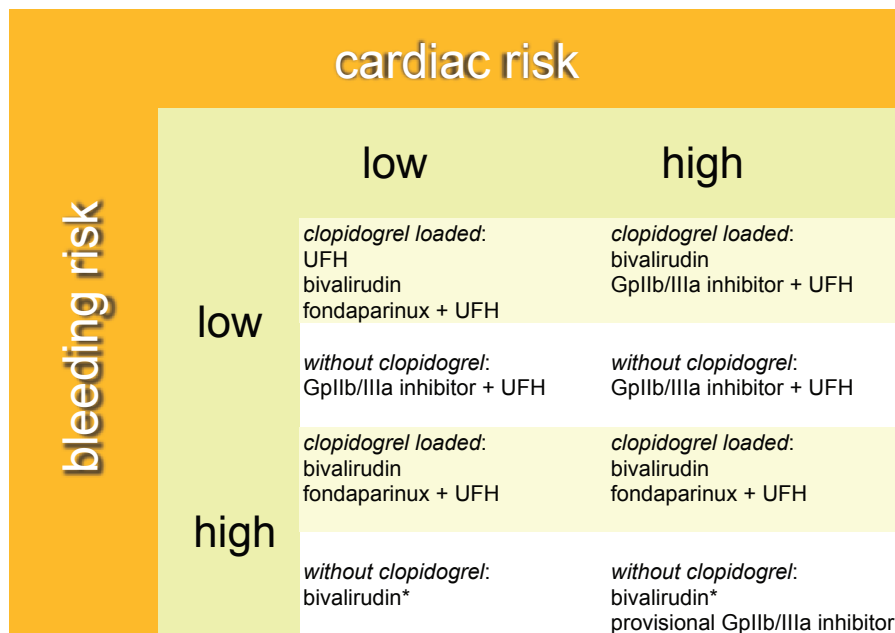 cardiac risk
low high
bleeding risk
low
clopidogrel loaded:
UFH
bivalirudin
fondaparinux + UFH
clopidogrel loaded:
bivalirudin
GpIIb/IIIa inhibitor + UFH
without clopidogrel:
GpIIb/IIIa inhibitor + UFH
without clopidogrel:
GpIIb/IIIa inhibitor + UFH
high
clopidogrel loaded:
bivalirudin
fondaparinux + UFH
clopidogrel loaded:
bivalirudin
fondaparinux + UFH
without clopidogrel:
bivalirudin*
without clopidogrel:
bivalirudin*
provisional GpIIb/IIIa inhibitor